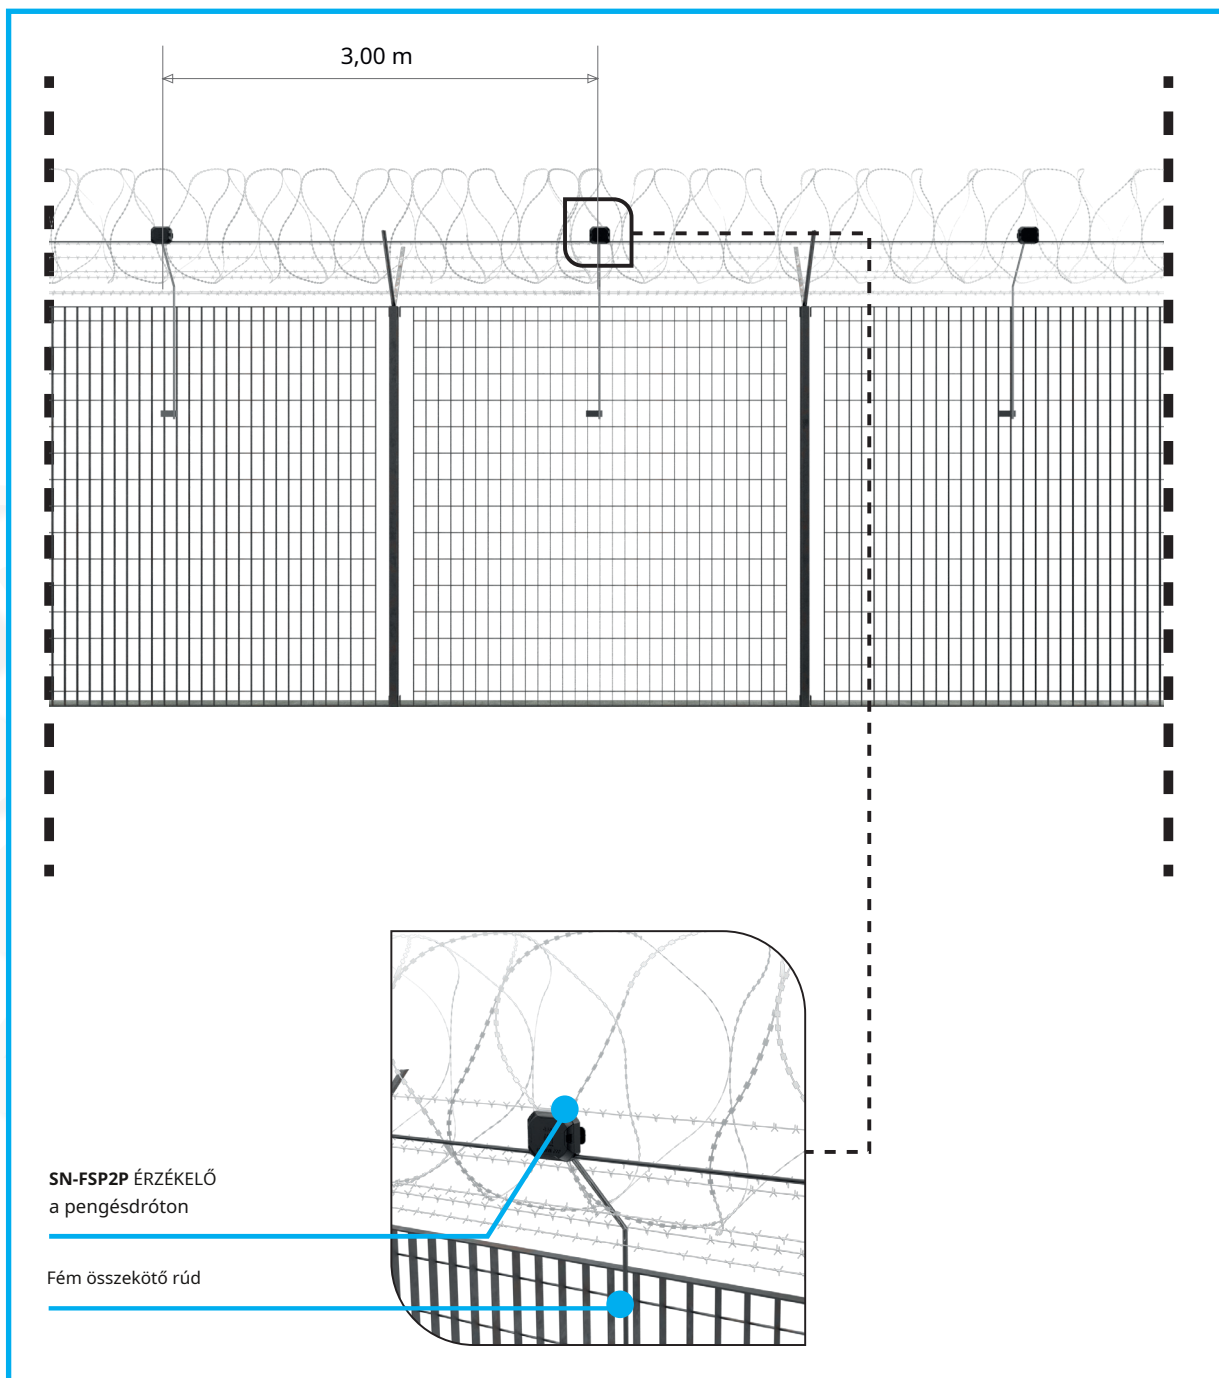 3,00 m
SN-FSP2P ÉRZÉKELŐ
a pengésdróton
Fém összekötő rúd